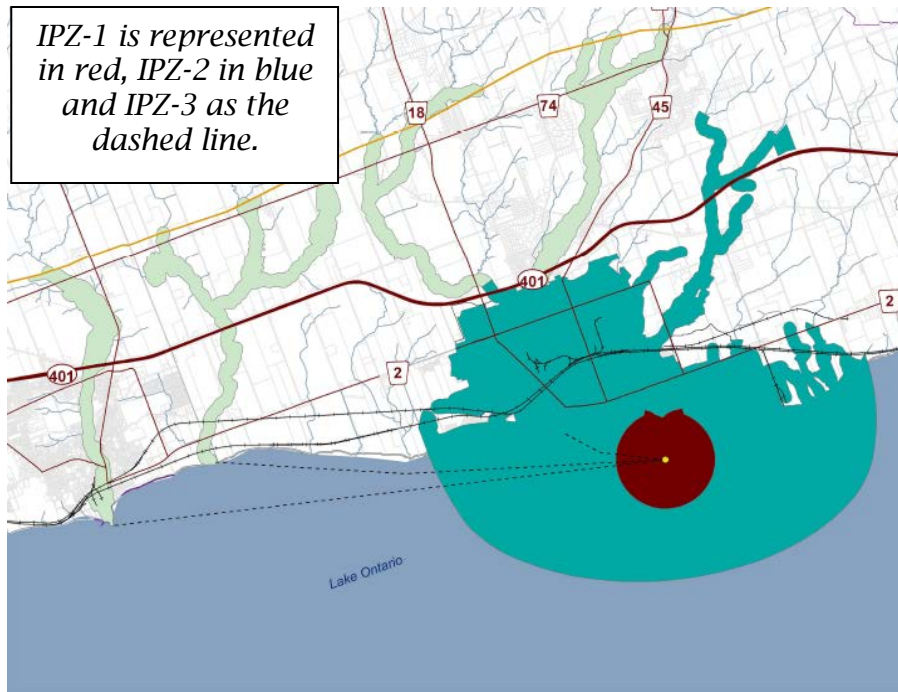 IPZ-1 is represented
in red, IPZ-2 in blue
and IPZ-3 as the
dashed line.
18
74
45
401
2
401
2
Lake Ontario